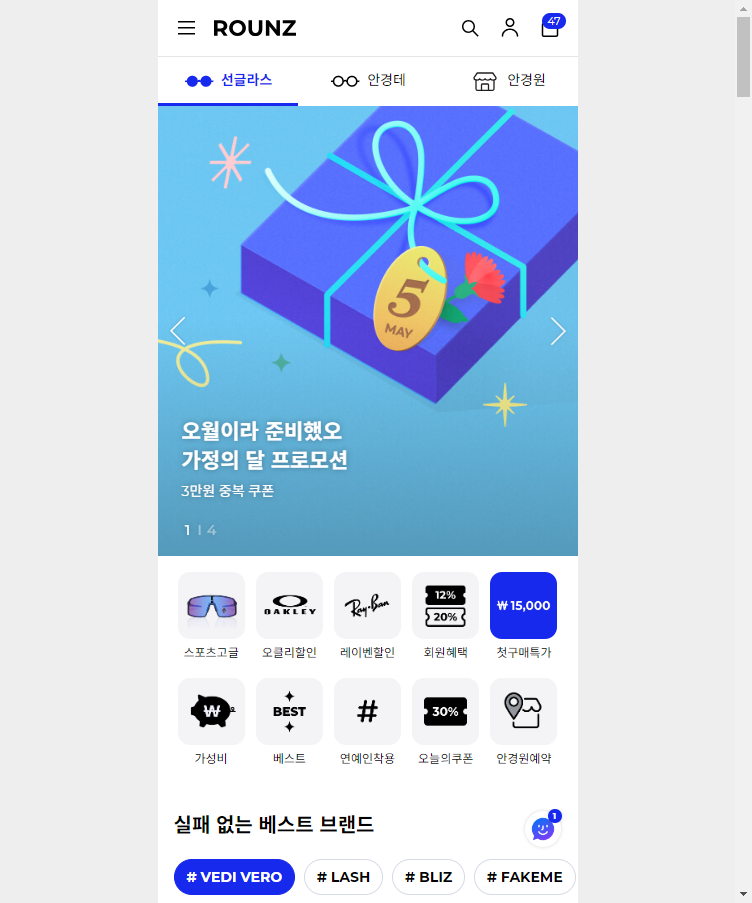 ROUNZ
47
선글라스
안경테
안경원
5
MAY
오월이라 준비했오
가정의 달 프로모션
3만원 중복 쿠폰
1 | 4
OAKLEY
Ray-Ban
12%
20%
₩ 15,000
스포츠고글
오클리할인
레이벤할인
회원혜택
첫구매특가
₩
BEST
#
30%
가성비
베스트
연예인착용
오늘의쿠폰
안경원예약
실패 없는 베스트 브랜드
1
# VEDI VERO
# LASH
# BLIZ
# FAKEME